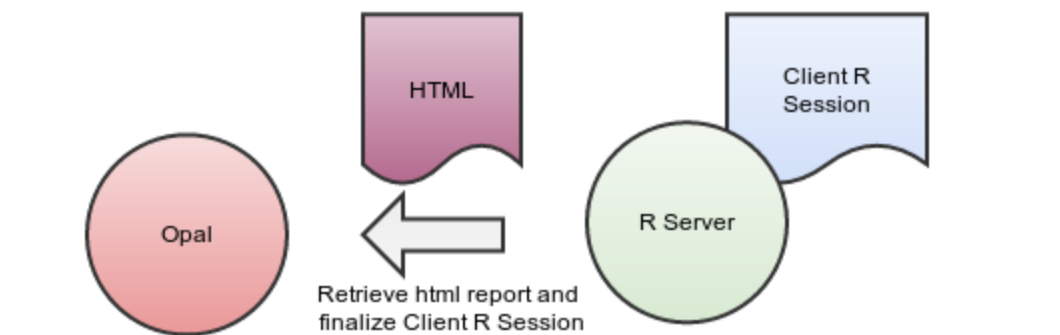 HTML
Client R
Session
Opal
R Server
Retrieve html report and
finalize Client R Session